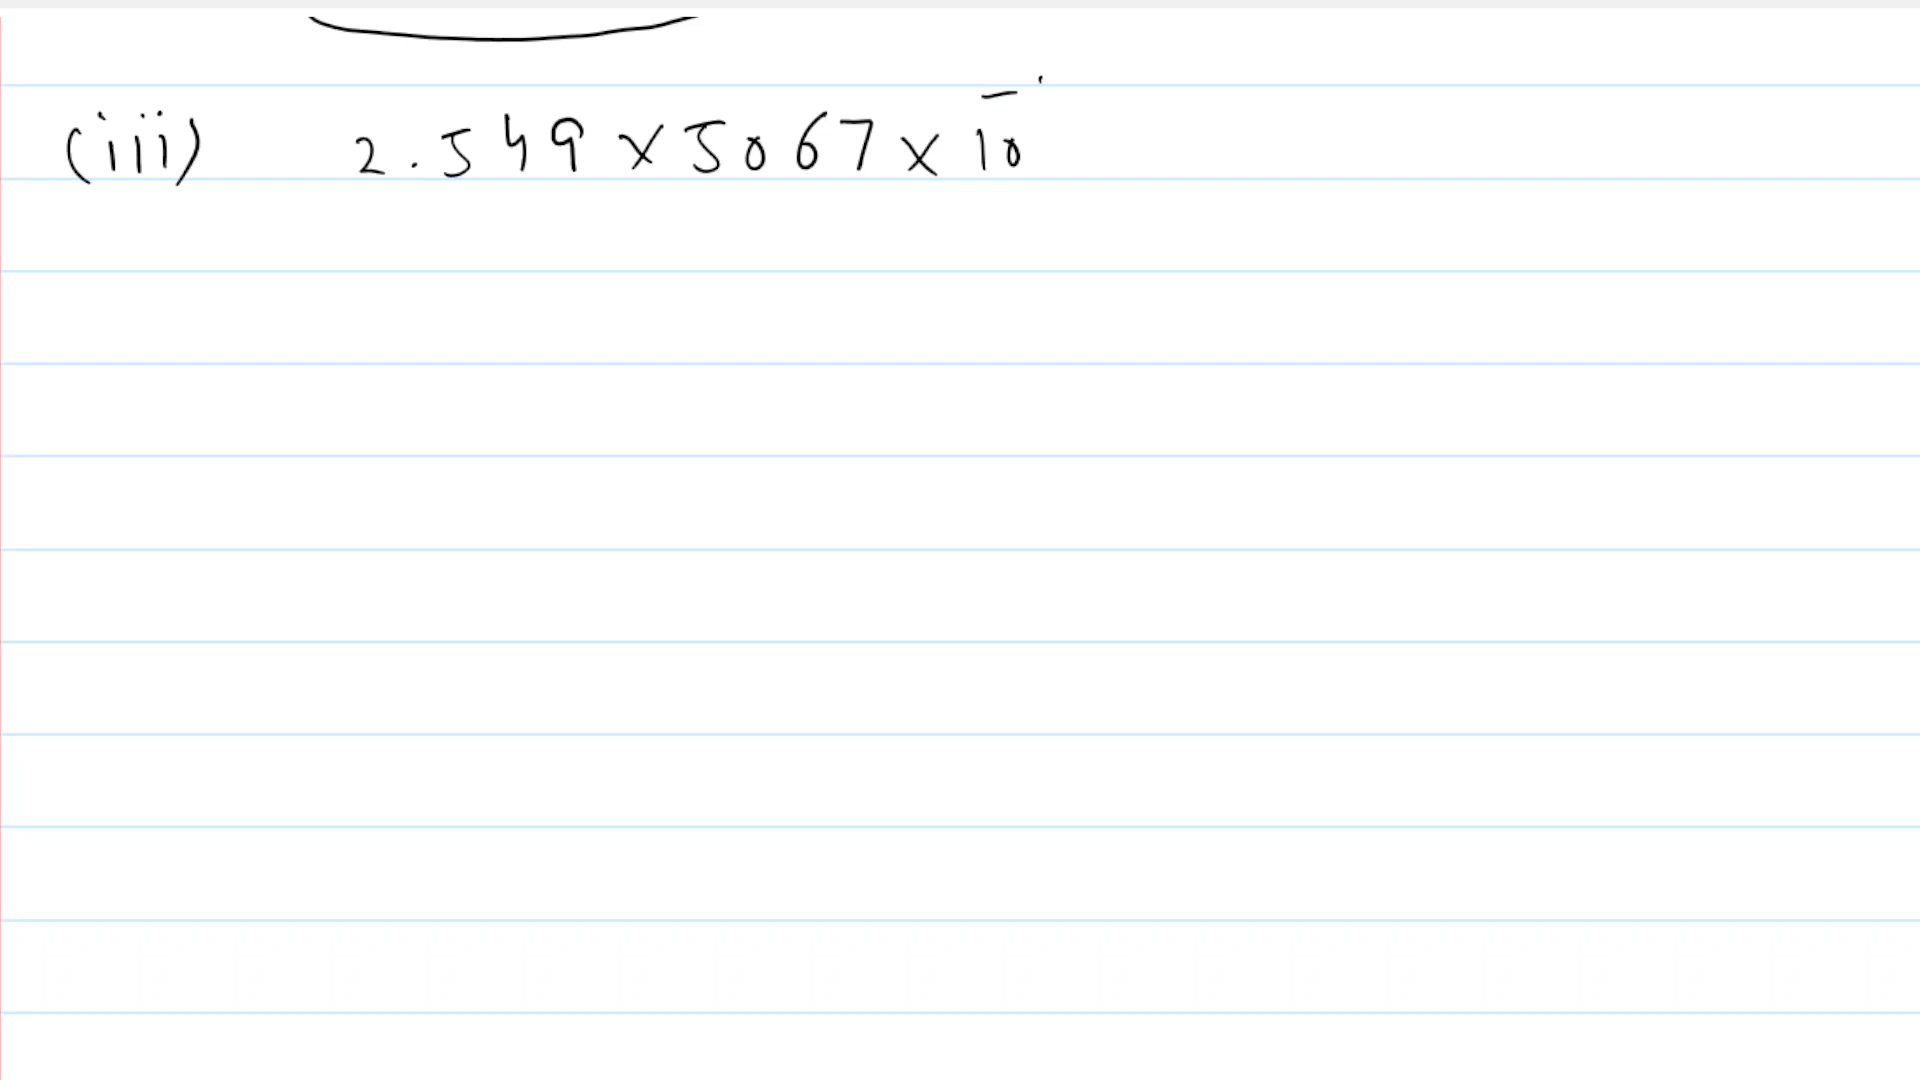 (iii) 2.549 x 5067 x 10⁻